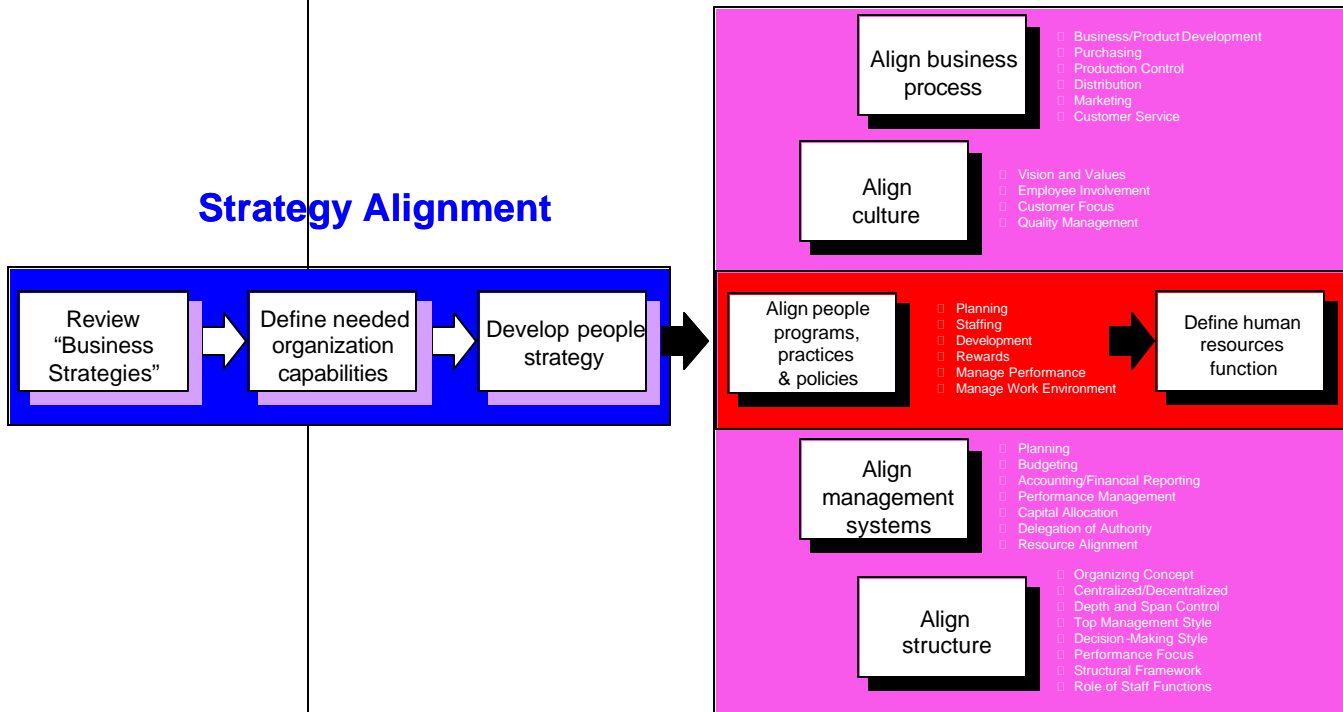 Align business
process
Business/Product Development
Purchasing
Production Control
Distribution
Marketing
Customer Service
Align
culture
Vision and Values
Employee Involvement
Customer Focus
Quality Management
Strategy Alignment
Review
“Business
Strategies”
Define needed
organization
capabilities
Develop people
strategy
Align people
programs,
practices
& policies
Planning
Staffing
Development
Rewards
Manage Performance
Manage Work Environment
Define human
resources
function
Align
management
systems
Planning
Budgeting
Accounting/Financial Reporting
Performance Management
Capital Allocation
Delegation of Authority
Resource Alignment
Align
structure
Organizing Concept
Centralized/Decentralized
Depth and Span Control
Top Management Style
Decision-Making Style
Performance Focus
Structural Framework
Role of Staff Functions